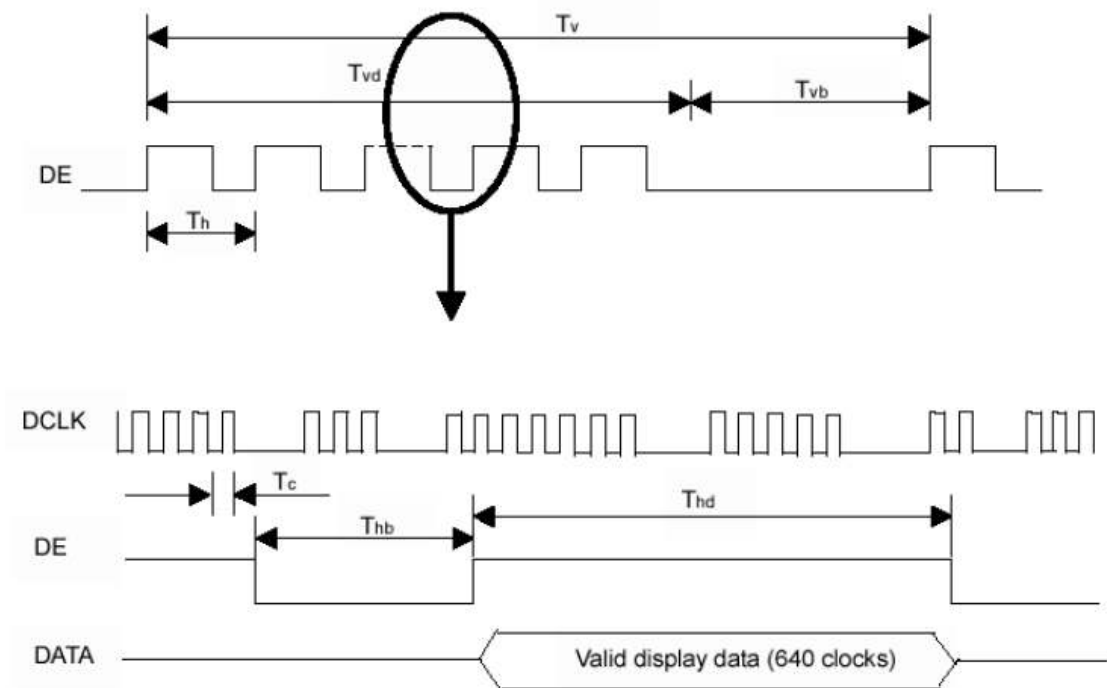 Tv
Tvd
Tvb
DE
Th
DCLK
Tc
Thb
Thd
DE
DATA
Valid display data (640 clocks)